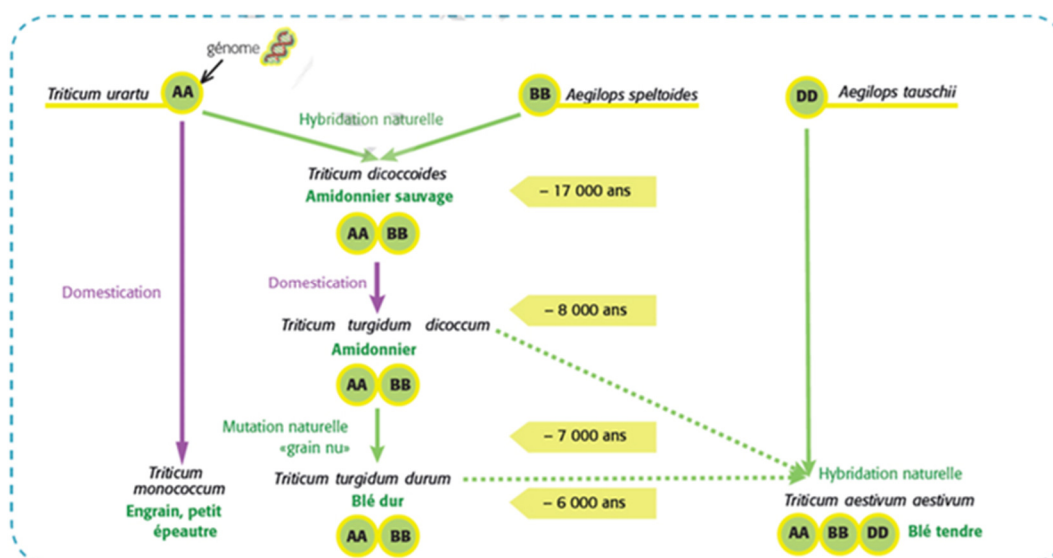 génome
Triticum urartu AA
BB Aegilops speltoides
DD Aegilops tauschii
Hybridation naturelle
Triticum dicoccoides
Amidonnier sauvage
AA BB
– 17 000 ans
Domestication
Domestication
– 8 000 ans
Triticum turgidum dicoccum
Amidonnier
AA BB
Mutation naturelle
«grain nu»
– 7 000 ans
Triticum
monococcum
Engrain, petit
épeautre
Triticum turgidum durum
Blé dur
AA BB
– 6 000 ans
Hybridation naturelle
Triticum aestivum aestivum
AA BB DD Blé tendre